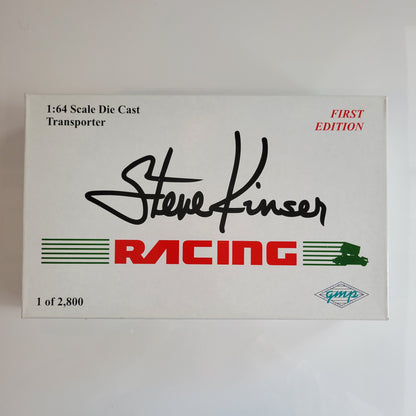 1:64 Scale Die Cast
Transporter
FIRST
EDITION
Steve Kinser
RACING
1 of 2,800
gmp